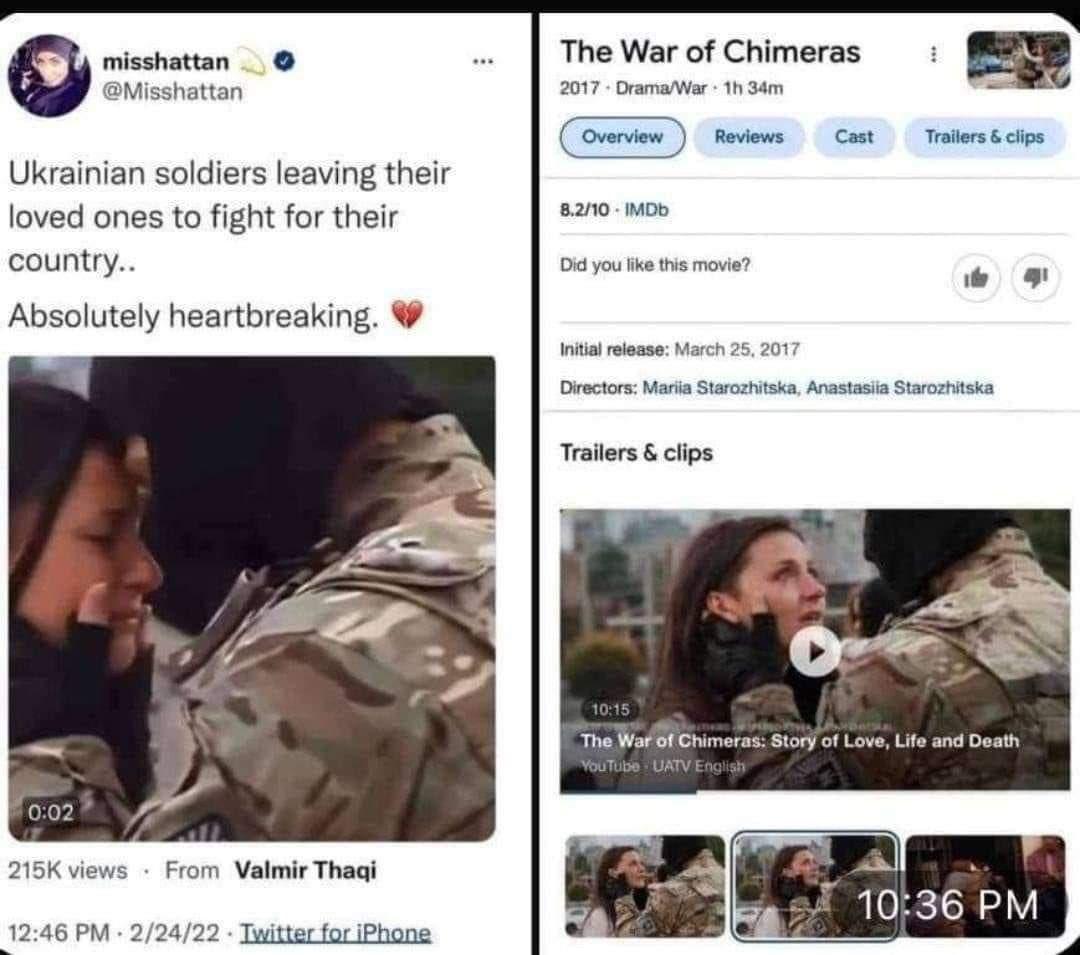 misshattan 💫
@Misshattan
Ukrainian soldiers leaving their
loved ones to fight for their
country..
Absolutely heartbreaking. 💔
0:02
215K views · From Valmir Thaqi
12:46 PM · 2/24/22 · Twitter for iPhone
The War of Chimeras
2017 · Drama/War · 1h 34m
Overview Reviews Cast Trailers & clips
8.2/10 · IMDb
Did you like this movie?
Initial release: March 25, 2017
Directors: Mariia Starozhitska, Anastasiia Starozhitska
Trailers & clips
10:15
The War of Chimeras: Story of Love, Life and Death
YouTube · UATV English
10:36 PM